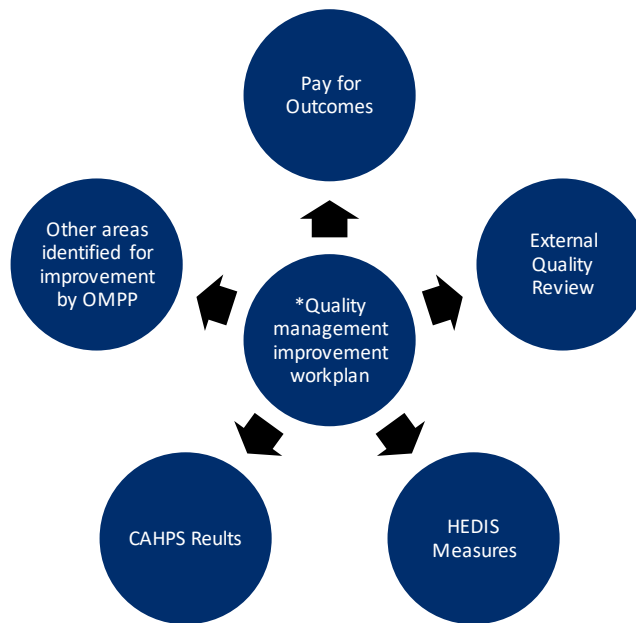 Pay for
Outcomes
Other areas
identified for
improvement
by OMPP
External
Quality
Review
*Quality
management
improvement
workplan
CAHPS Reults
HEDIS
Measures